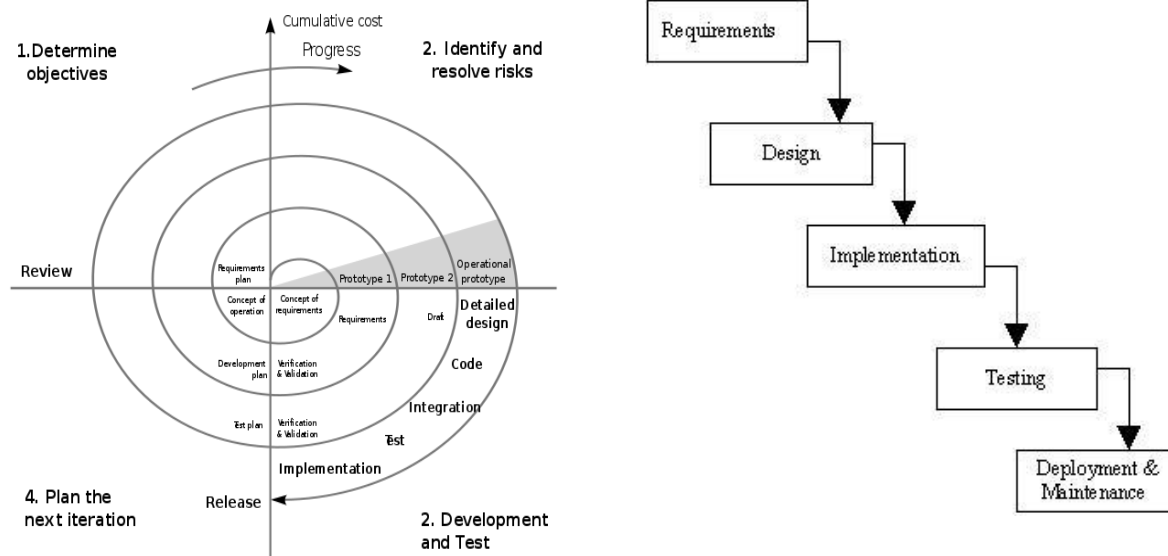 Cumulative cost
Progress
1.Determine
objectives
2. Identify and
resolve risks
Review
Requirements
plan
Prototype 1
Prototype 2
Operational
prototype
Concept of
operation
Concept of
requirements
Requirements
Draft
Detailed
design
Development
plan
Verification
& Validation
Code
Integration
Test plan
Verification
& Validation
Test
Implementation
Release
4. Plan the
next iteration
2. Development
and Test
Requirements
Design
Implementation
Testing
Deployment &
Maintenance